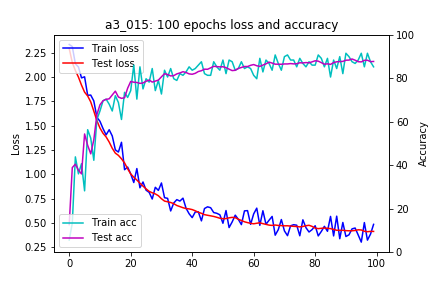 a3_015: 100 epochs loss and accuracy
Train loss
Test loss
Train acc
Test acc
Loss
2.25
2.00
1.75
1.50
1.25
1.00
0.75
0.50
0.25
Accuracy
100
80
60
40
20
0
0 20 40 60 80 100